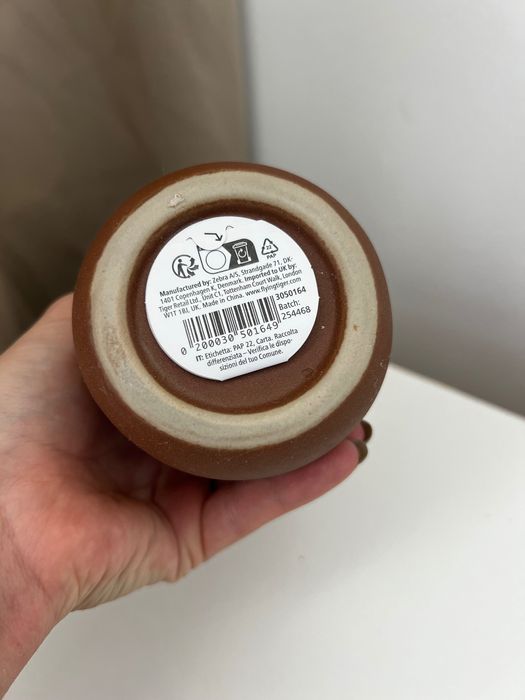 22
PAP
Manufactured by: Zebra A/S, Strandgade 71, DK-
1401 Copenhagen K, Denmark. Imported to UK by:
Tiger Retail Ltd., Unit C1, Tottenham Court Walk, London
W1T 1BJ, UK. Made in China. www.flyingtiger.com
3050164
Batch:
254468
0 200030 501649
IT: Etichetta: PAP 22, Carta. Raccolta
differenziata – Verifica le dispo-
sizioni del tuo Comune.